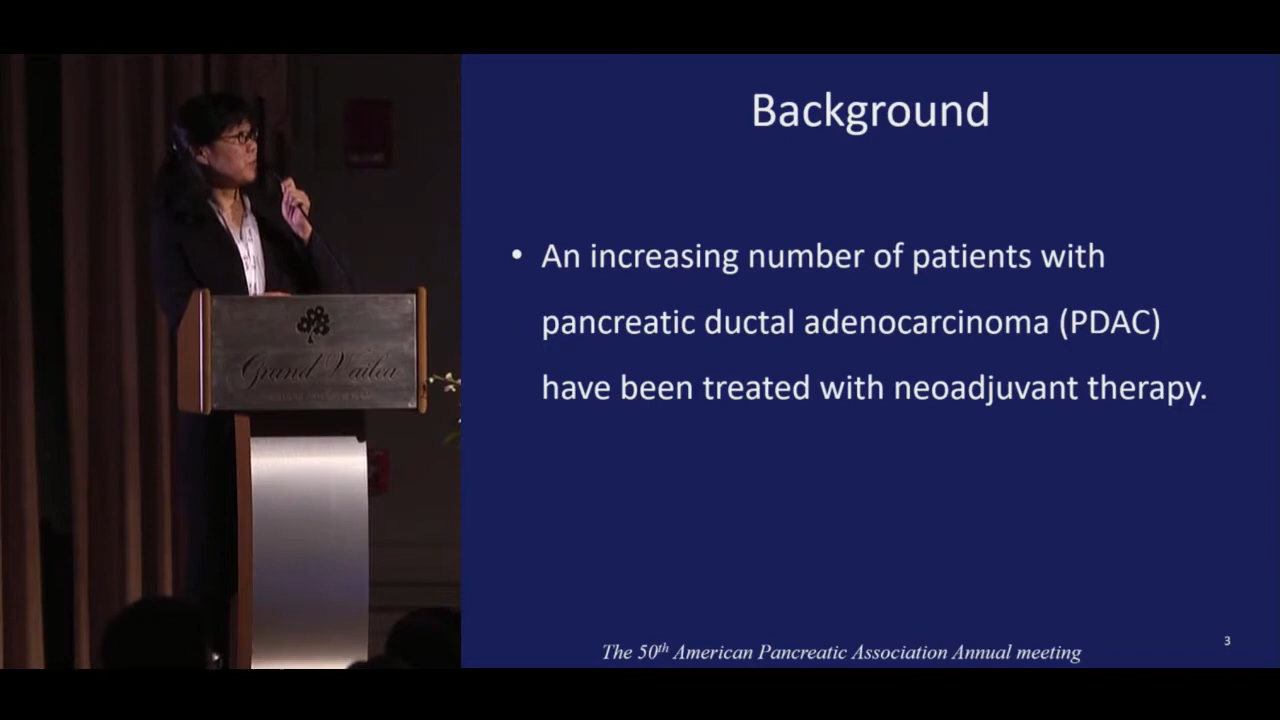 Background
• An increasing number of patients with
pancreatic ductal adenocarcinoma (PDAC)
have been treated with neoadjuvant therapy.
Grand Wailea
The 50th American Pancreatic Association Annual meeting
3